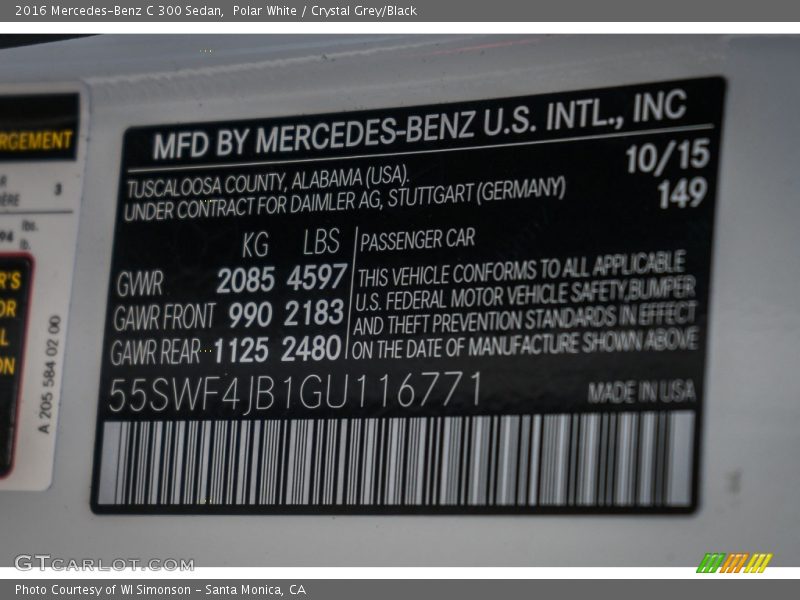 2016 Mercedes-Benz C 300 Sedan,  Polar White / Crystal Grey/Black
RGEMENT
3
94 lbs.
b.
A 205 584 02 00
MFD BY MERCEDES-BENZ U.S. INTL., INC
TUSCALOOSA COUNTY, ALABAMA (USA). 10/15
UNDER CONTRACT FOR DAIMLER AG, STUTTGART (GERMANY) 149
KG LBS PASSENGER CAR
GVWR 2085 4597
GAWR FRONT 990 2183
GAWR REAR 1125 2480
THIS VEHICLE CONFORMS TO ALL APPLICABLE
U.S. FEDERAL MOTOR VEHICLE SAFETY,BUMPER
AND THEFT PREVENTION STANDARDS IN EFFECT
ON THE DATE OF MANUFACTURE SHOWN ABOVE
55SWF4JB1GU116771 MADE IN USA
GTCARLOT.COM
Photo Courtesy of WI Simonson - Santa Monica, CA